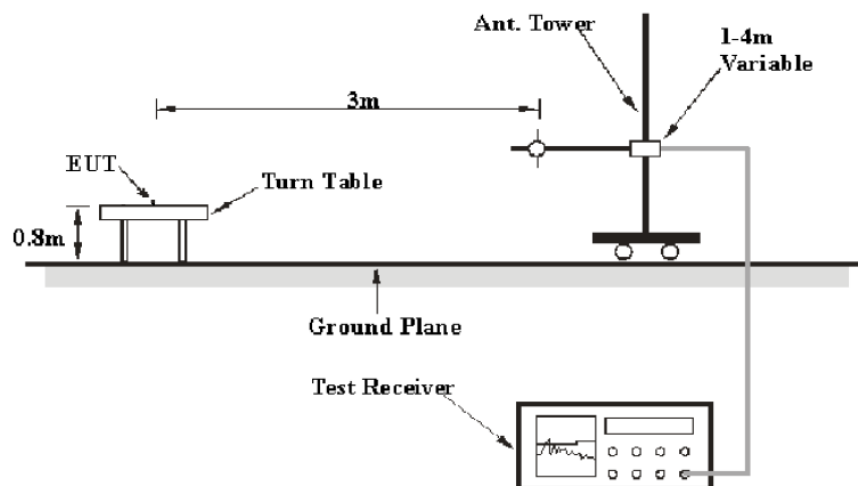 Ant. Tower
1-4m
Variable
3m
EUT
Turn Table
0.8m
Ground Plane
Test Receiver